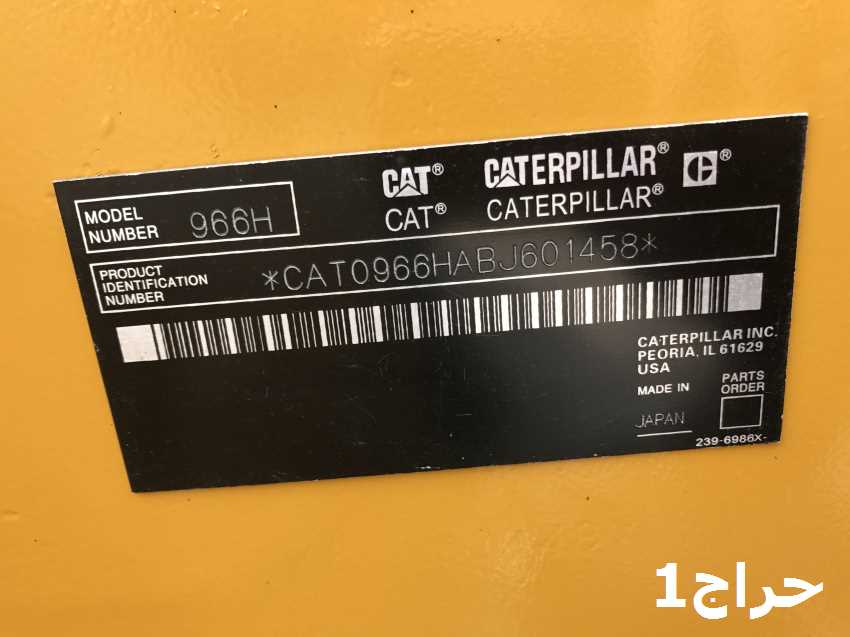 CAT® CATERPILLAR® C®
CAT® CATERPILLAR®
MODEL
NUMBER 966H
PRODUCT
IDENTIFICATION
NUMBER *CAT0966HABJ601458*
CATERPILLAR INC.
PEORIA, IL 61629
USA
MADE IN
JAPAN
PARTS
ORDER
239-6986X-
حراج1